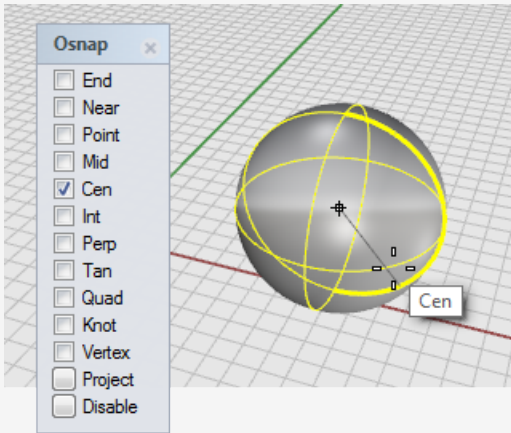 Osnap
End
Near
Point
Mid
Cen
Int
Perp
Tan
Quad
Knot
Vertex
Project
Disable
Cen